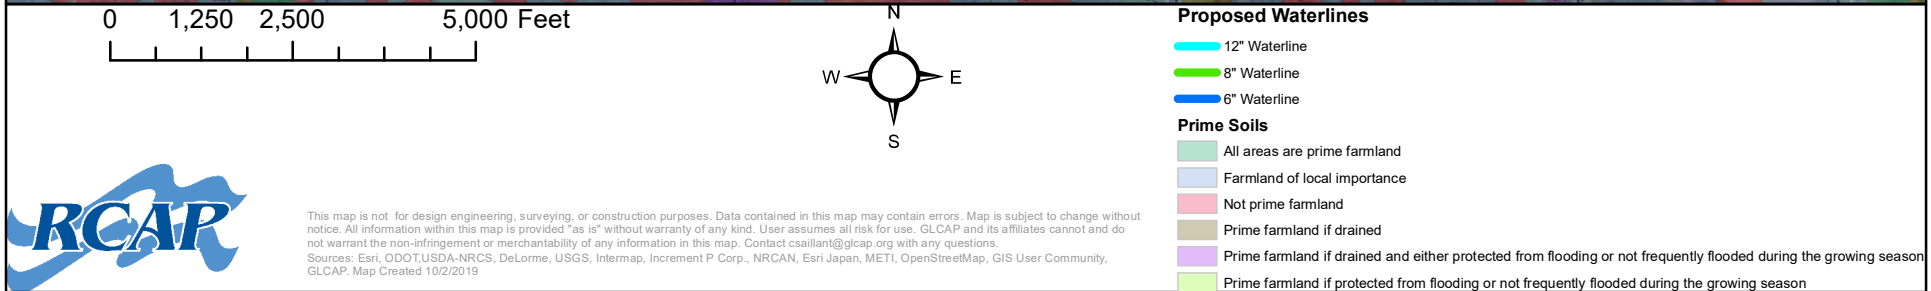 0 1,250 2,500 5,000 Feet
N
W E
S
RCAP
This map is not for design engineering, surveying, or construction purposes. Data contained in this map may contain errors. Map is subject to change without
notice. All information within this map is provided "as is" without warranty of any kind. User assumes all risk for use. GLCAP and its affiliates cannot and do
not warrant the non-infringement or merchantability of any information in this map. Contact csaillant@glcap.org with any questions.
Sources: Esri, ODOT,USDA-NRCS, DeLorme, USGS, Intermap, Increment P Corp., NRCAN, Esri Japan, METI, OpenStreetMap, GIS User Community,
GLCAP. Map Created 10/2/2019
Proposed Waterlines
12" Waterline
8" Waterline
6" Waterline
Prime Soils
All areas are prime farmland
Farmland of local importance
Not prime farmland
Prime farmland if drained
Prime farmland if drained and either protected from flooding or not frequently flooded during the growing season
Prime farmland if protected from flooding or not frequently flooded during the growing season